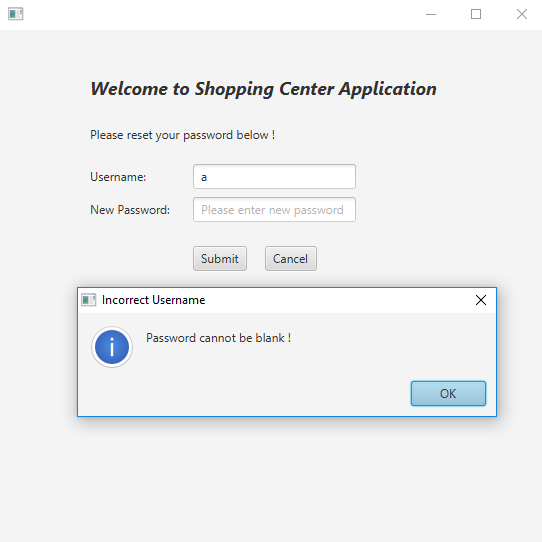 Welcome to Shopping Center Application
Please reset your password below !
Username:
a
New Password:
Please enter new password
Submit
Cancel
Incorrect Username
Password cannot be blank !
OK